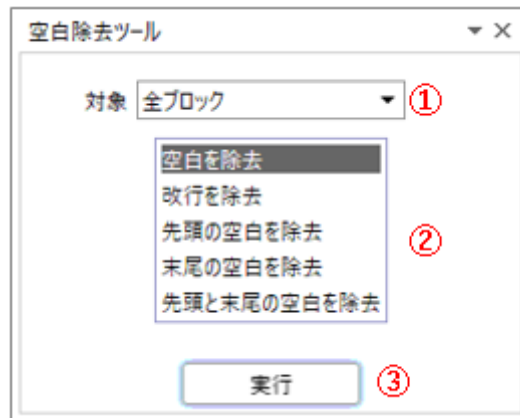 空白除去ツール
対象 全ブロック ①
空白を除去
改行を除去
先頭の空白を除去
末尾の空白を除去
先頭と末尾の空白を除去
②
実行 ③